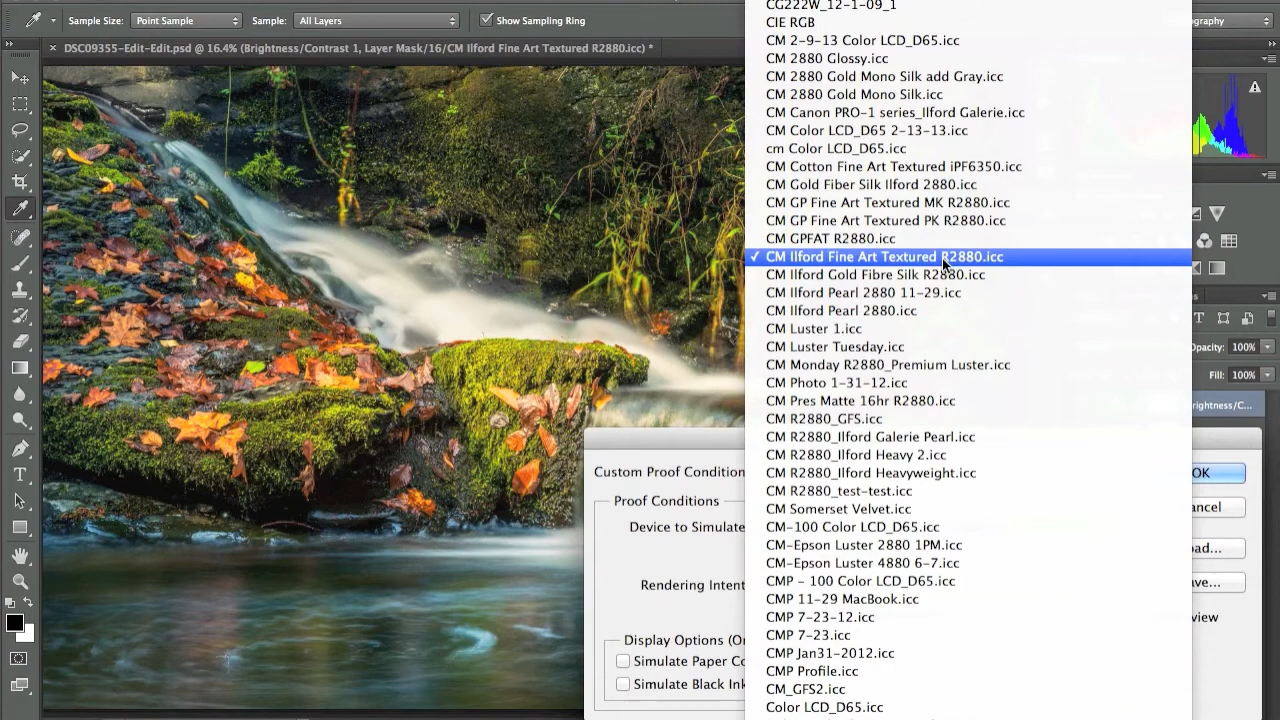 Sample Size: Point Sample Sample: All Layers Show Sampling Ring
DSC09355-Edit-Edit.psd @ 16.4% (Brightness/Contrast 1, Layer Mask/16/CM Ilford Fine Art Textured R2880.icc) *
CG222W_12-1-09_1
CIE RGB
CM 2-9-13 Color LCD_D65.icc
CM 2880 Glossy.icc
CM 2880 Gold Mono Silk add Gray.icc
CM 2880 Gold Mono Silk.icc
CM Canon PRO-1 series_Ilford Galerie.icc
CM Color LCD_D65 2-13-13.icc
cm Color LCD_D65.icc
CM Cotton Fine Art Textured iPF6350.icc
CM Gold Fiber Silk Ilford 2880.icc
CM GP Fine Art Textured MK R2880.icc
CM GP Fine Art Textured PK R2880.icc
CM GPFAT R2880.icc
✓ CM Ilford Fine Art Textured R2880.icc
CM Ilford Gold Fibre Silk R2880.icc
CM Ilford Pearl 2880 11-29.icc
CM Ilford Pearl 2880.icc
CM Luster 1.icc
CM Luster Tuesday.icc
CM Monday R2880_Premium Luster.icc
CM Photo 1-31-12.icc
CM Pres Matte 16hr R2880.icc
CM R2880_GFS.icc
CM R2880_Ilford Galerie Pearl.icc
CM R2880_Ilford Heavy 2.icc
CM R2880_Ilford Heavyweight.icc
CM R2880_test-test.icc
CM Somerset Velvet.icc
CM-100 Color LCD_D65.icc
CM-Epson Luster 2880 1PM.icc
CM-Epson Luster 4880 6-7.icc
CMP - 100 Color LCD_D65.icc
CMP 11-29 MacBook.icc
CMP 7-23-12.icc
CMP 7-23.icc
CMP Jan31-2012.icc
CMP Profile.icc
CM_GFS2.icc
Color LCD_D65.icc
Custom Proof Condition
Proof Conditions
Device to Simulate
Rendering Intent
Display Options (On
Simulate Paper Co
Simulate Black Ink
ography
Opacity: 100%
Fill: 100%
rightness/C...
OK
ancel
oad...
ve...
view